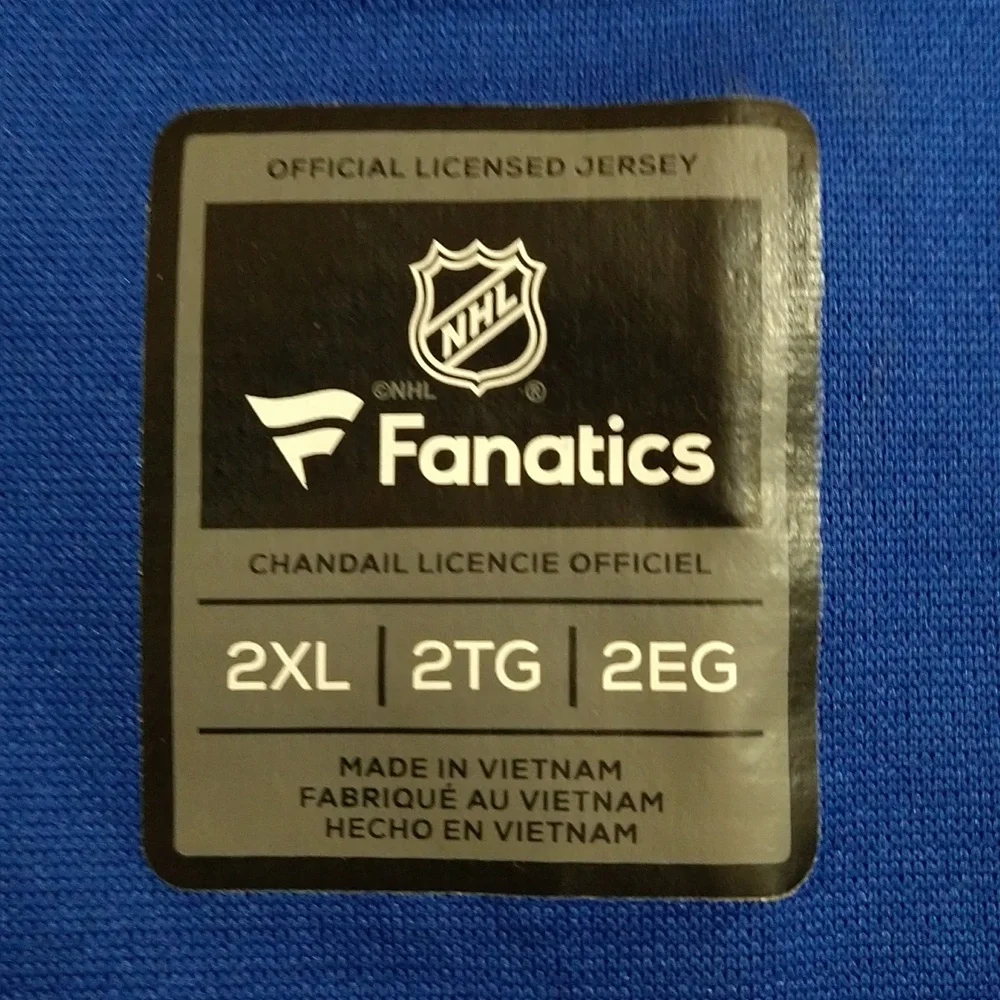 OFFICIAL LICENSED JERSEY
NHL
©NHL ®
Fanatics
CHANDAIL LICENCIE OFFICIEL
2XL | 2TG | 2EG
MADE IN VIETNAM
FABRIQUÉ AU VIETNAM
HECHO EN VIETNAM